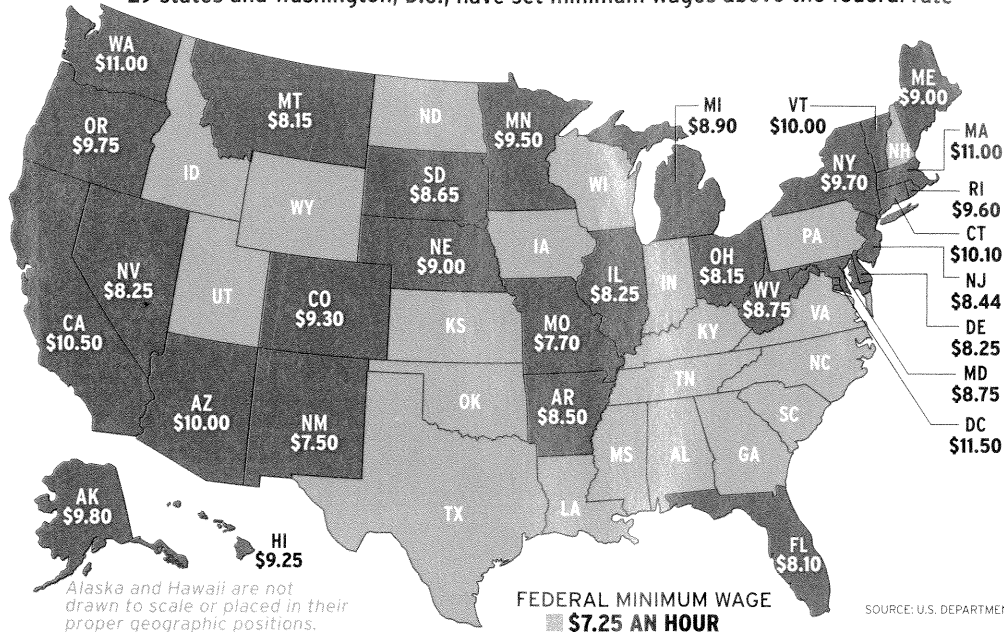 29 states and Washington, D.C., have set minimum wages above the federal rate
WA
$11.00
OR
$9.75
MT
$8.15
ID
WY
ND
MN
$9.50
SD
$8.65
NE
$9.00
WI
IA
MI
$8.90
VT
$10.00
ME
$9.00
NH
MA
$11.00
NY
$9.70
RI
$9.60
CT
$10.10
NJ
$8.44
DE
$8.25
MD
$8.75
DC
$11.50
PA
NV
$8.25
UT
CO
$9.30
CA
$10.50
KS
MO
$7.70
IL
$8.25
IN
OH
$8.15
WV
$8.75
VA
KY
NC
TN
AZ
$10.00
NM
$7.50
OK
AR
$8.50
SC
MS
AL
GA
TX
LA
FL
$8.10
AK
$9.80
HI
$9.25
Alaska and Hawaii are not
drawn to scale or placed in their
proper geographic positions.
FEDERAL MINIMUM WAGE
$7.25 AN HOUR
SOURCE: U.S. DEPARTMEN